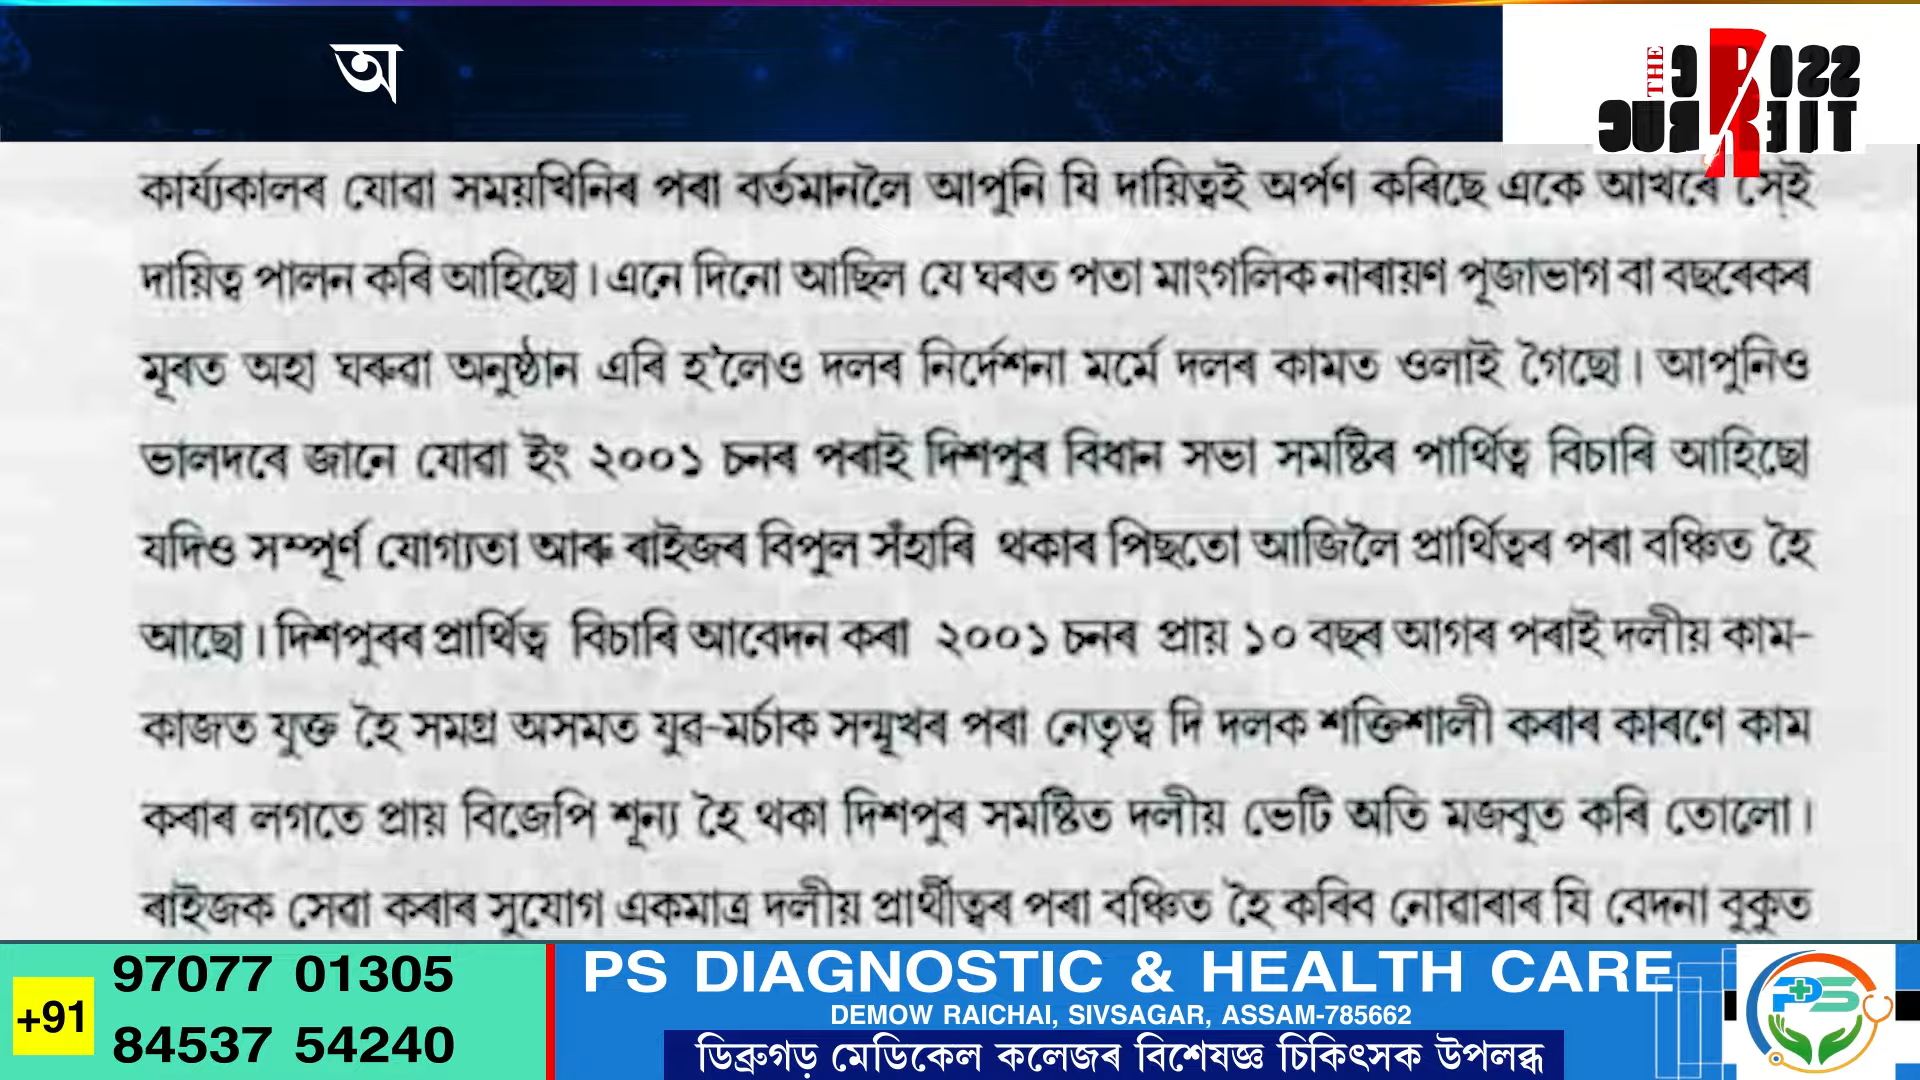 অ
THE CRISS CURRENT
কাৰ্য্যকালৰ যোৱা সময়খিনিৰ পৰা বৰ্তমানলৈ আপুনি যি দায়িত্বই অৰ্পণ কৰিছে একে আখৰে সেই
দায়িত্ব পালন কৰি আহিছো। এনে দিনো আছিল যে ঘৰত পতা মাংগলিক নাৰায়ণ পূজাভাগ বা বছৰেকৰ
মূৰত অহা ঘৰুৱা অনুষ্ঠান এৰি হ'লেও দলৰ নিৰ্দেশনা মৰ্মে দলৰ কামত ওলাই গৈছো। আপুনিও
ভালদৰে জানে যোৱা ইং ২০০১ চনৰ পৰাই দিশপুৰ বিধান সভা সমষ্টিৰ পাৰ্থিত্ব বিচাৰি আহিছো
যদিও সম্পূৰ্ণ যোগ্যতা আৰু ৰাইজৰ বিপুল সঁহাৰি থকাৰ পিছতো আজিলৈ প্ৰাৰ্থিত্বৰ পৰা বঞ্চিত হৈ
আছো। দিশপুৰৰ প্ৰাৰ্থিত্ব বিচাৰি আবেদন কৰা ২০০১ চনৰ প্ৰায় ১০ বছৰ আগৰ পৰাই দলীয় কাম-
কাজত যুক্ত হৈ সমগ্ৰ অসমত যুৱ-মৰ্চাক সন্মূখৰ পৰা নেতৃত্ব দি দলক শক্তিশালী কৰাৰ কাৰণে কাম
কৰাৰ লগতে প্ৰায় বিজেপি শূন্য হৈ থকা দিশপুৰ সমষ্টিত দলীয় ভেটি অতি মজবুত কৰি তোলো।
ৰাইজক সেৱা কৰাৰ সুযোগ একমাত্ৰ দলীয় প্ৰাৰ্থীত্বৰ পৰা বঞ্চিত হৈ কৰিব নোৱাৰাৰ যি বেদনা বুকুত
+91
97077 01305
84537 54240
PS DIAGNOSTIC & HEALTH CARE
DEMOW RAICHAI, SIVSAGAR, ASSAM-785662
ডিব্ৰুগড় মেডিকেল কলেজৰ বিশেষজ্ঞ চিকিৎসক উপলব্ধ
PS